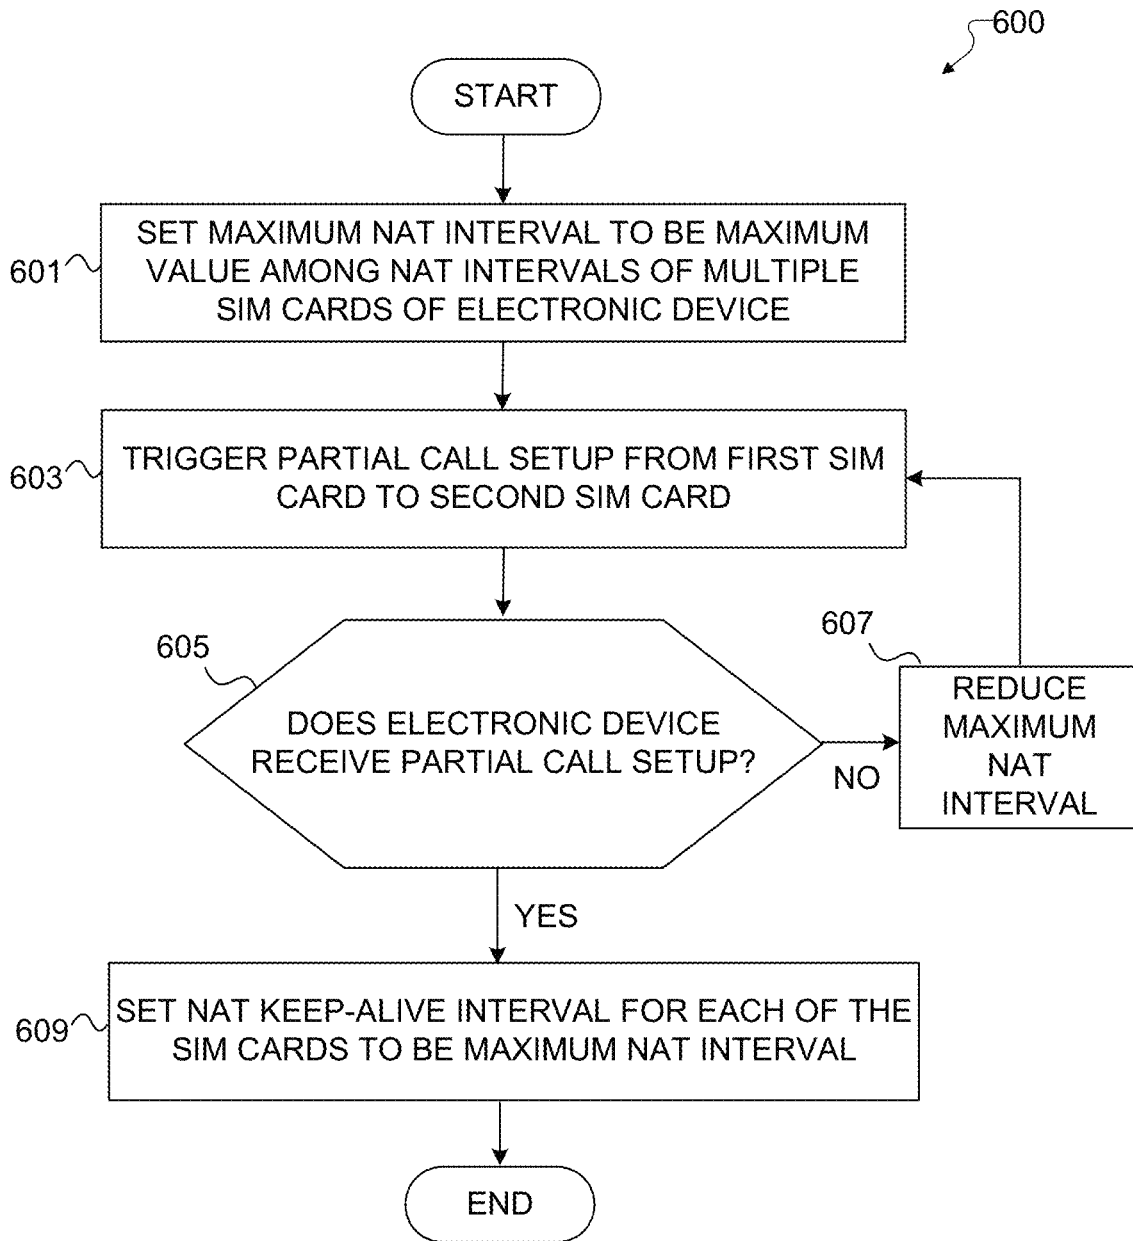 600
START
601
SET MAXIMUM NAT INTERVAL TO BE MAXIMUM
VALUE AMONG NAT INTERVALS OF MULTIPLE
SIM CARDS OF ELECTRONIC DEVICE
603
TRIGGER PARTIAL CALL SETUP FROM FIRST SIM
CARD TO SECOND SIM CARD
605
DOES ELECTRONIC DEVICE
RECEIVE PARTIAL CALL SETUP?
NO
607
REDUCE
MAXIMUM
NAT
INTERVAL
YES
609
SET NAT KEEP-ALIVE INTERVAL FOR EACH OF THE
SIM CARDS TO BE MAXIMUM NAT INTERVAL
END